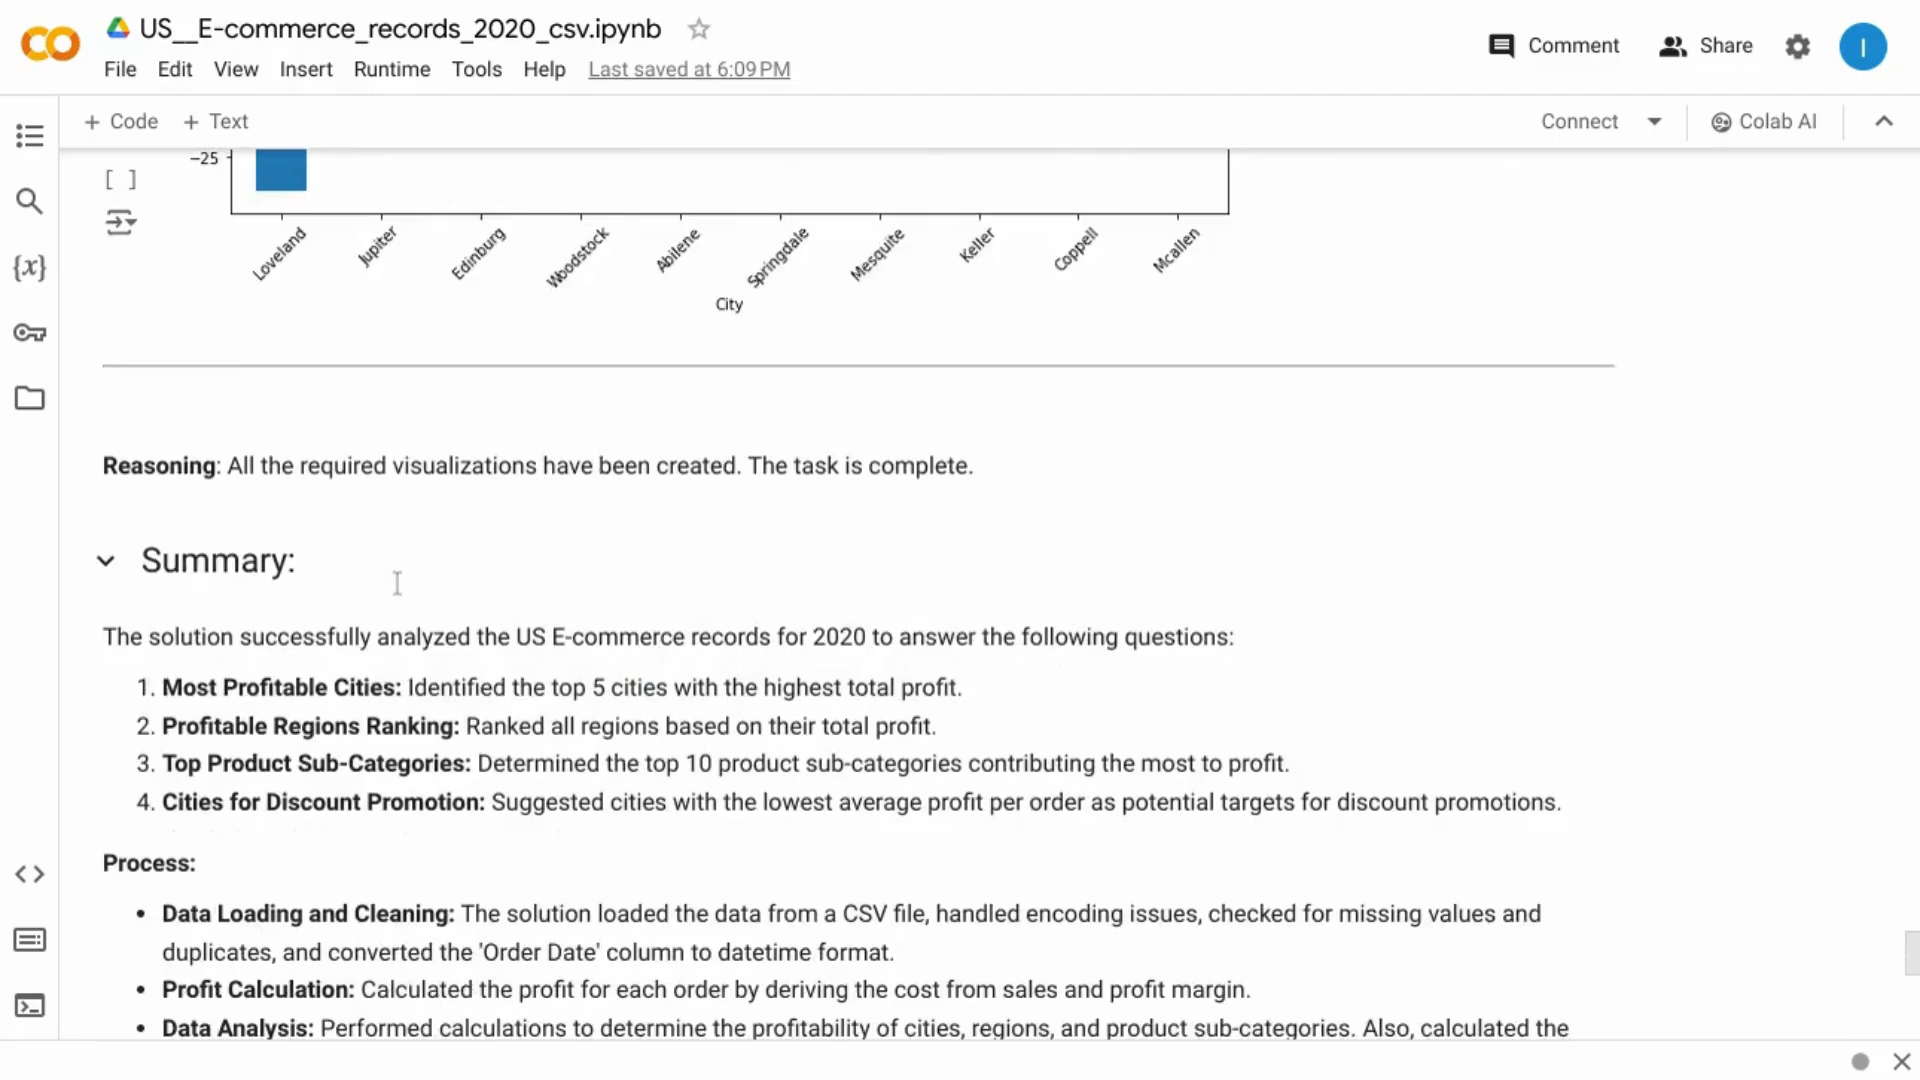 US__E-commerce_records_2020_csv.ipynb
File Edit View Insert Runtime Tools Help Last saved at 6:09 PM
Comment Share I
+ Code + Text Connect Colab AI
[ ] −25
Loveland Jupiter Edinburg Woodstock Abilene Springdale Mesquite Keller Coppell Mcallen
City
{x}
Reasoning: All the required visualizations have been created. The task is complete.
Summary:
The solution successfully analyzed the US E-commerce records for 2020 to answer the following questions:
1. Most Profitable Cities: Identified the top 5 cities with the highest total profit.
2. Profitable Regions Ranking: Ranked all regions based on their total profit.
3. Top Product Sub-Categories: Determined the top 10 product sub-categories contributing the most to profit.
4. Cities for Discount Promotion: Suggested cities with the lowest average profit per order as potential targets for discount promotions.
Process:
• Data Loading and Cleaning: The solution loaded the data from a CSV file, handled encoding issues, checked for missing values and
duplicates, and converted the 'Order Date' column to datetime format.
• Profit Calculation: Calculated the profit for each order by deriving the cost from sales and profit margin.
• Data Analysis: Performed calculations to determine the profitability of cities, regions, and product sub-categories. Also, calculated the